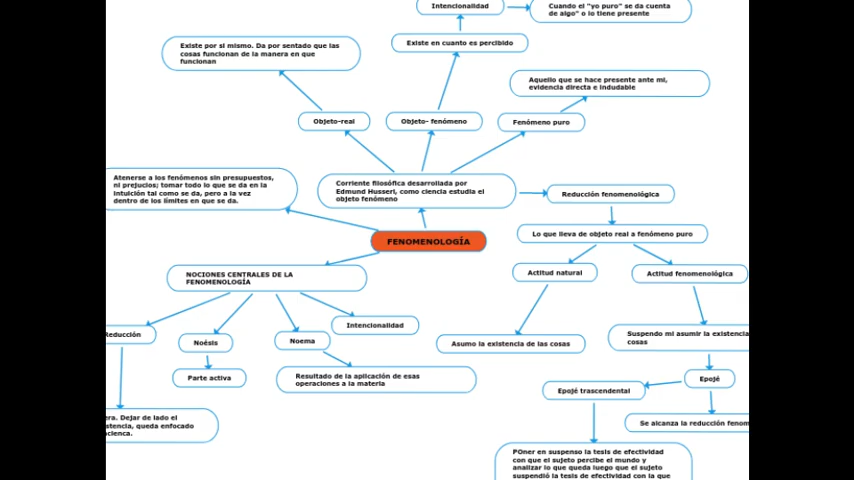 Intencionalidad
Cuando el "yo puro" se da cuenta
de algo" o lo tiene presente
Existe por si mismo. Da por sentado que las
cosas funcionan de la manera en que
funcionan
Existe en cuanto es percibido
Aquello que se hace presente ante mi,
evidencia directa e indudable
Objeto-real
Objeto- fenómeno
Fenómeno puro
Atenerse a los fenómenos sin presupuestos,
ni prejucios; tomar todo lo que se da en la
intuición tal como se da, pero a la vez
dentro de los límites en que se da.
Corriente filosófica desarrollada por
Edmund Husserl, como ciencia estudia el
objeto fenómeno
Reducción fenomenológica
Lo que lleva de objeto real a fenómeno puro
FENOMENOLOGÍA
NOCIONES CENTRALES DE LA
FENOMENOLOGÍA
Actitud natural
Actitud fenomenológica
Reducción
Noésis
Noema
Intencionalidad
Asumo la existencia de las cosas
Suspendo mi asumir la existencia
cosas
Parte activa
Resultado de la aplicación de esas
operaciones a la materia
Epojé trascendental
Epojé
era. Dejar de lado el
stencia, queda enfocado
ncienca.
Se alcanza la reducción fenom
POner en suspenso la tesis de efectividad
con que el sujeto percibe el mundo y
analizar lo que queda luego que el sujeto
suspendió la tesis de efectividad con la que